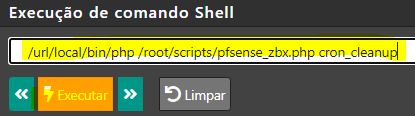 Execução de comando Shell
/url/local/bin/php /root/scripts/pfsense_zbx.php cron_cleanup
Executar Limpar